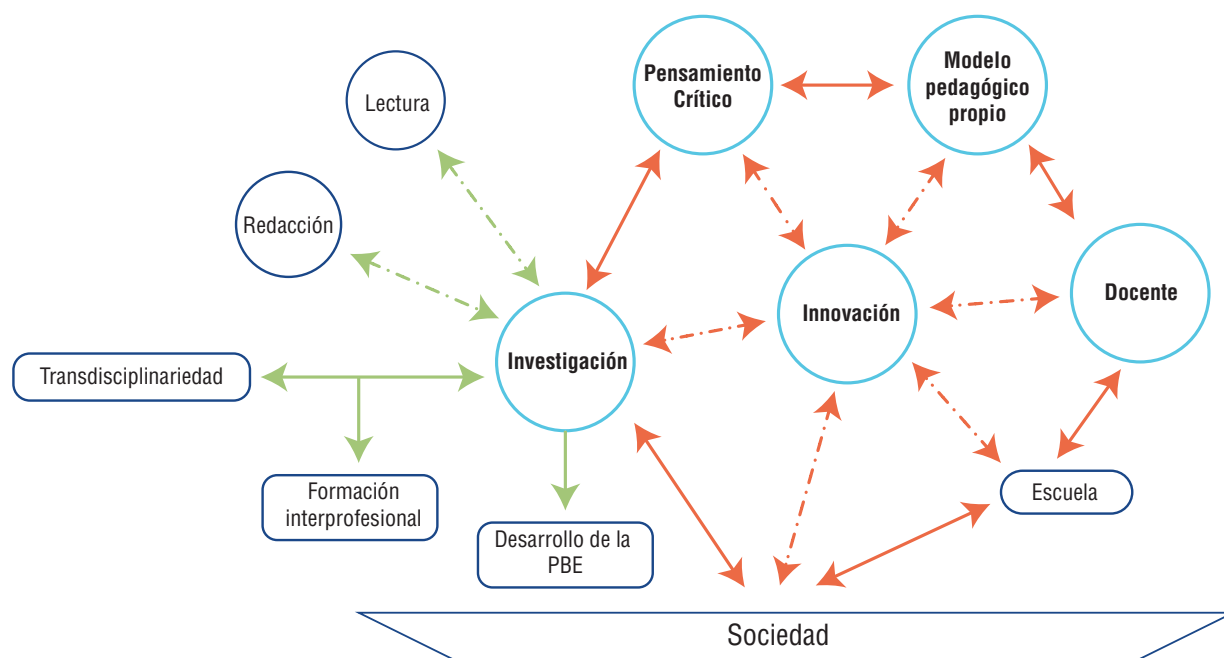 Pensamiento
Crítico
Modelo
pedagógico
propio
Lectura
Redacción
Innovación
Docente
Investigación
Transdisciplinariedad
Formación
interprofesional
Escuela
Desarrollo de la
PBE
Sociedad